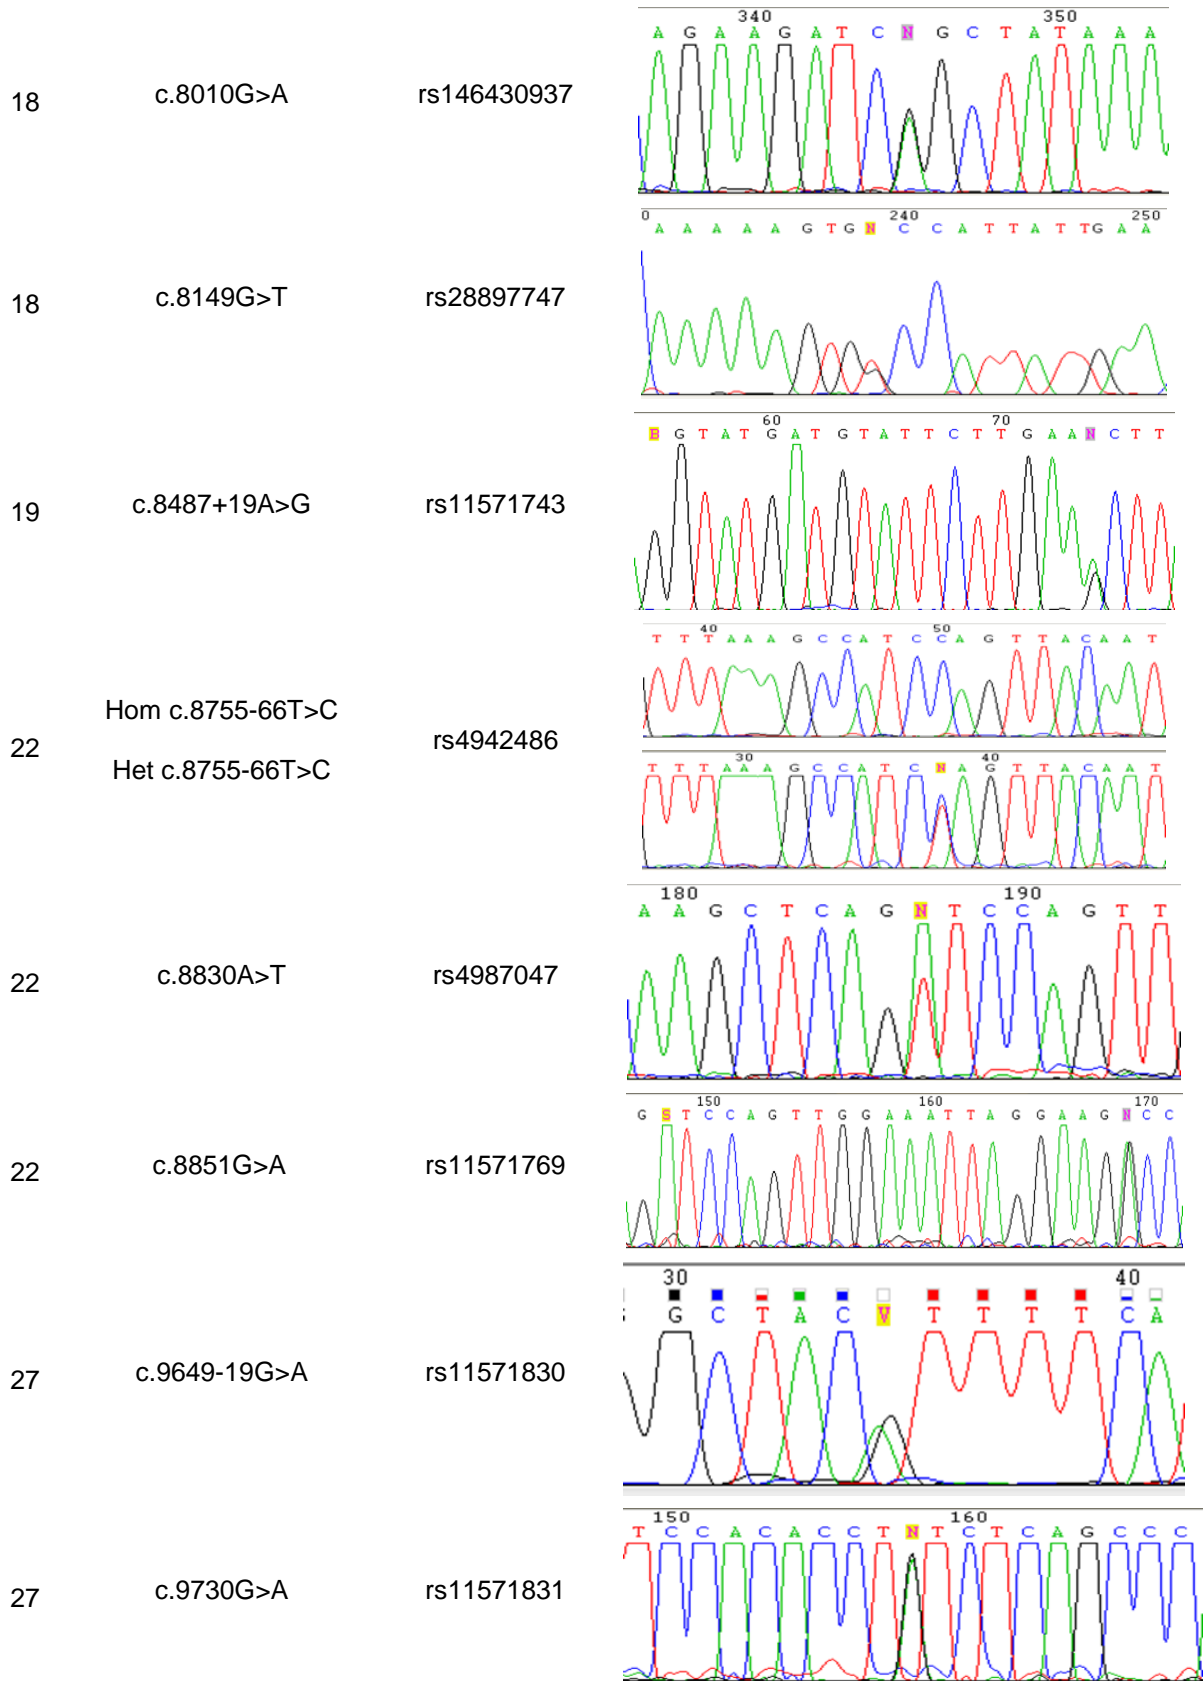 340 350
A G A A G A T C N G C T A T A A A
18 c.8010G>A rs146430937
0 240 250
A A A A A G T G N C C A T T A T T G A A
18 c.8149G>T rs28897747
60 70
B G T A T G A T G T A T T C T T G A A N C T T
19 c.8487+19A>G rs11571743
40 50
T T T A A A G C C A T C C A G T T A C A A T
Hom c.8755-66T>C
22 rs4942486
Het c.8755-66T>C
30 40
T T T A A A G C C A T C N A G T T A C A A T
180 190
A A G C T C A G N T C C A G T T
22 c.8830A>T rs4987047
150 160 170
G S T C C A G T T G G A A A T T A G G A A G N C C
22 c.8851G>A rs11571769
30 40
G C T A C V T T T T C A
27 c.9649-19G>A rs11571830
150 160
T C C A C A C C T N T C T C A G C C C
27 c.9730G>A rs11571831